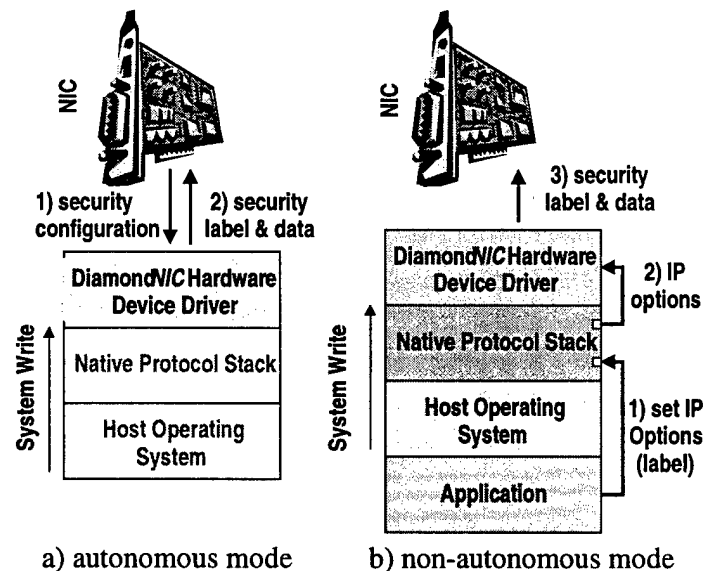 NIC
1) security
configuration
2) security
label & data
DiamondNIC Hardware
Device Driver
Native Protocol Stack
Host Operating
System
System Write
a) autonomous mode
NIC
3) security
label & data
DiamondNIC Hardware
Device Driver
2) IP
options
Native Protocol Stack
Host Operating
System
1) set IP
Options
(label)
Application
System Write
b) non-autonomous mode